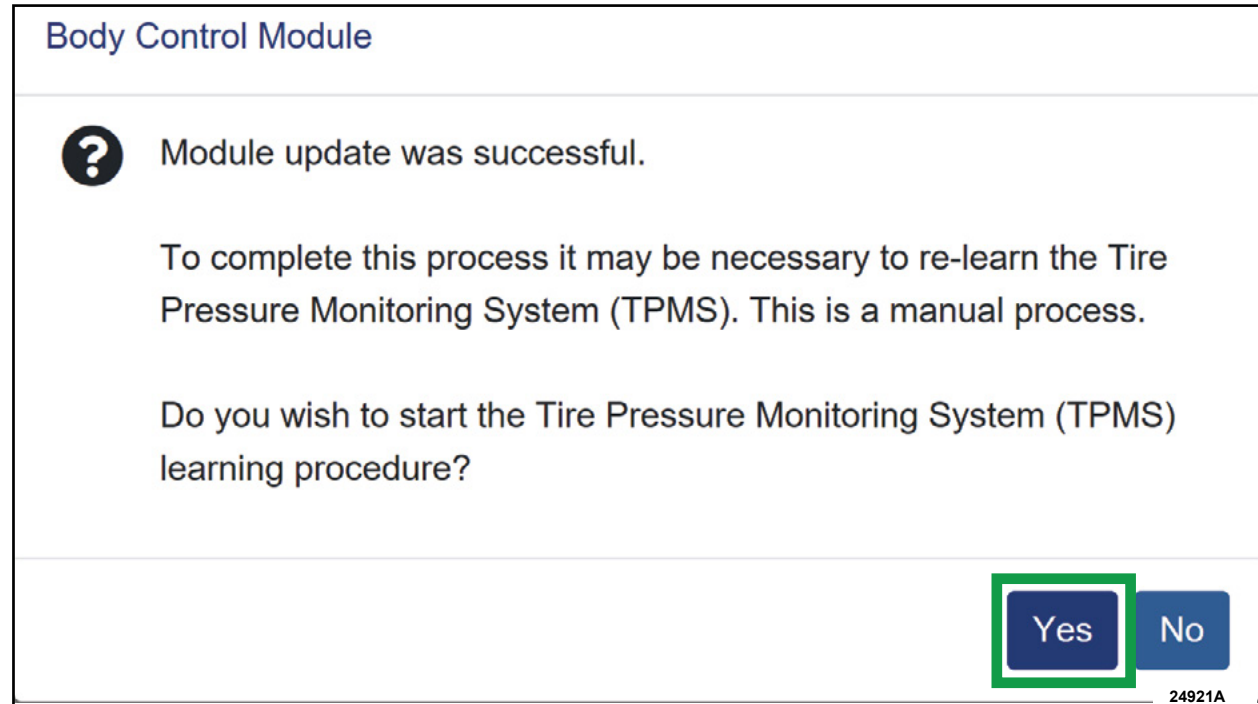 Body Control Module
?
Module update was successful.
To complete this process it may be necessary to re-learn the Tire
Pressure Monitoring System (TPMS). This is a manual process.
Do you wish to start the Tire Pressure Monitoring System (TPMS)
learning procedure?
Yes No
24921A